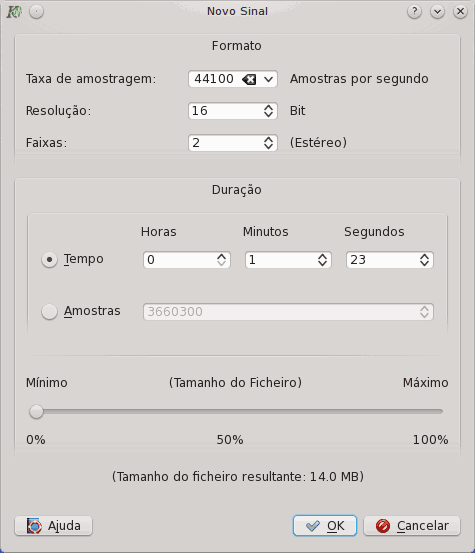 Novo Sinal
Formato
Taxa de amostragem: 44100 Amostras por segundo
Resolução: 16 Bit
Faixas: 2 (Estéreo)
Duração
Horas Minutos Segundos
Tempo 0 1 23
Amostras 3660300
Mínimo (Tamanho do Ficheiro) Máximo
0% 50% 100%
(Tamanho do ficheiro resultante: 14.0 MB)
Ajuda OK Cancelar